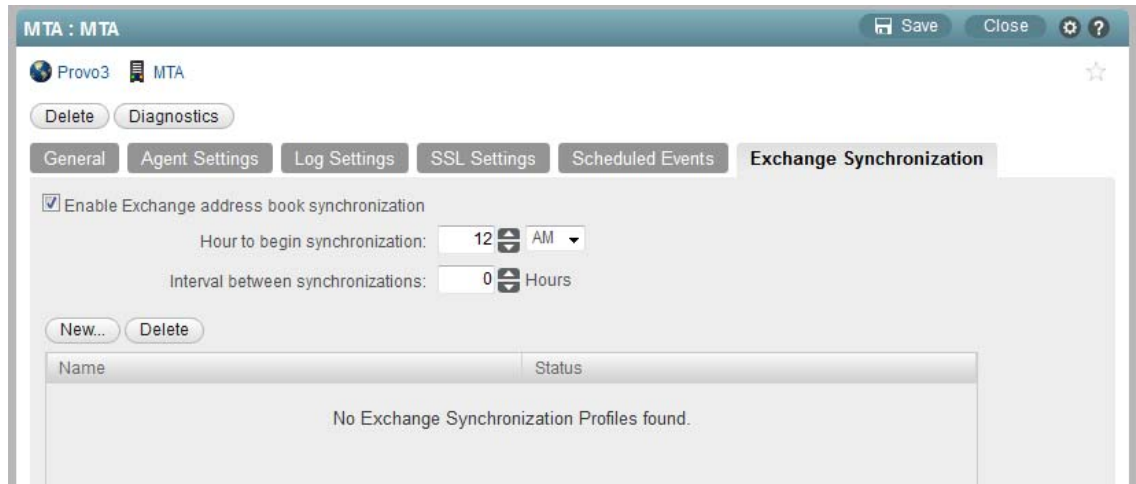 MTA : MTA Save Close ?
Provo3 MTA
Delete Diagnostics
General Agent Settings Log Settings SSL Settings Scheduled Events Exchange Synchronization
Enable Exchange address book synchronization
Hour to begin synchronization: 12 AM
Interval between synchronizations: 0 Hours
New... Delete
Name Status
No Exchange Synchronization Profiles found.